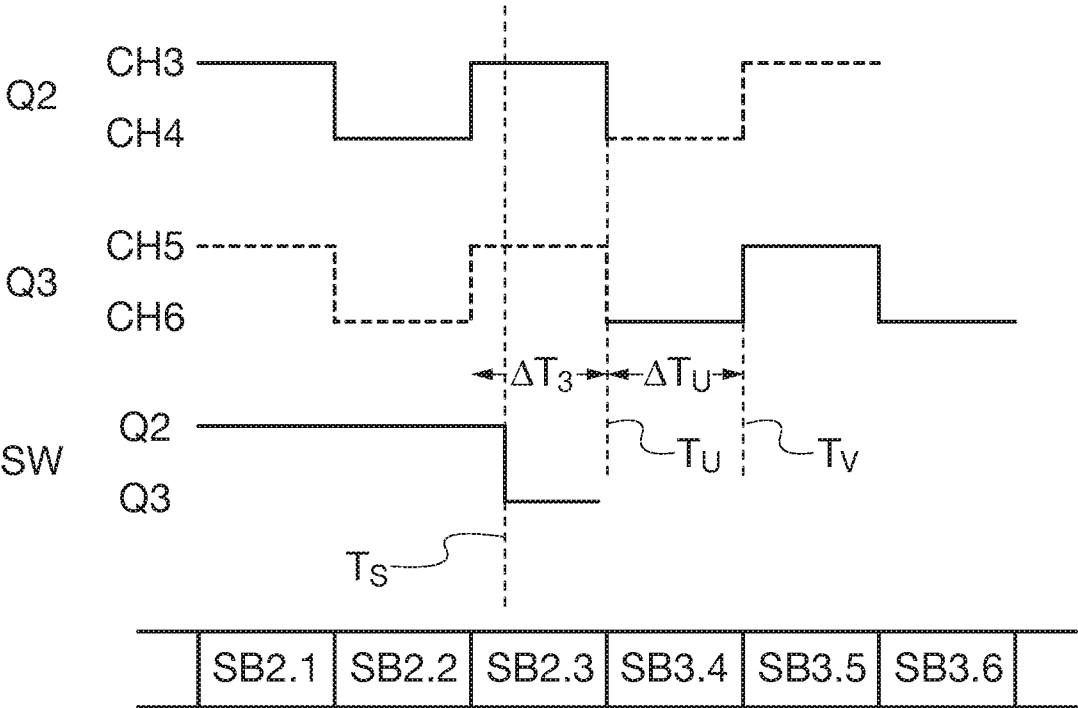 CH3
Q2
CH4
CH5
Q3
CH6
ΔT3 ΔTU
Q2
SW
TU TV
Q3
TS
SB2.1 SB2.2 SB2.3 SB3.4 SB3.5 SB3.6